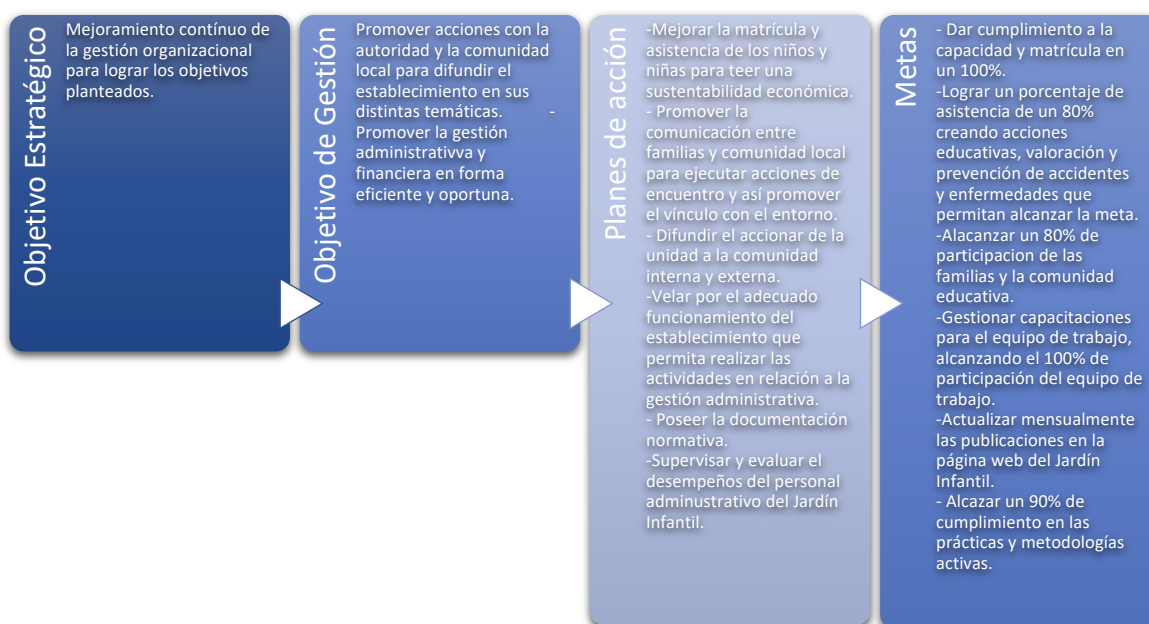 Objetivo Estratégico
Mejoramiento contínuo de
la gestión organizacional
para lograr los objetivos
planteados.
Objetivo de Gestión
Promover acciones con la
autoridad y la comunidad
local para difundir el
establecimiento en sus
distintas temáticas. -
Promover la gestión
administrativva y
financiera en forma
eficiente y oportuna.
Planes de acción
-Mejorar la matrícula y
asistencia de los niños y
niñas para teer una
sustentabilidad económica.
- Promover la
comunicación entre
familias y comunidad local
para ejecutar acciones de
encuentro y así promover
el vínculo con el entorno.
- Difundir el accionar de la
unidad a la comunidad
interna y externa.
-Velar por el adecuado
funcionamiento del
establecimiento que
permita realizar las
actividades en relación a la
gestión administrativa.
- Poseer la documentación
normativa.
-Supervisar y evaluar el
desempeños del personal
adminustrativo del Jardín
Infantil.
Metas
- Dar cumplimiento a la
capacidad y matrícula en
un 100%.
-Lograr un porcentaje de
asistencia de un 80%
creando acciones
educativas, valoración y
prevención de accidentes
y enfermedades que
permitan alcanzar la meta.
-Alacanzar un 80% de
participacion de las
familias y la comunidad
educativa.
-Gestionar capacitaciones
para el equipo de trabajo,
alcanzando el 100% de
participación del equipo de
trabajo.
-Actualizar mensualmente
las publicaciones en la
página web del Jardín
Infantil.
- Alcazar un 90% de
cumplimiento en las
prácticas y metodologías
activas.